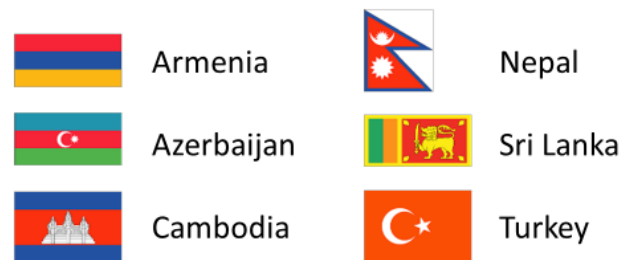 Armenia
Nepal
Azerbaijan
Sri Lanka
Cambodia
Turkey